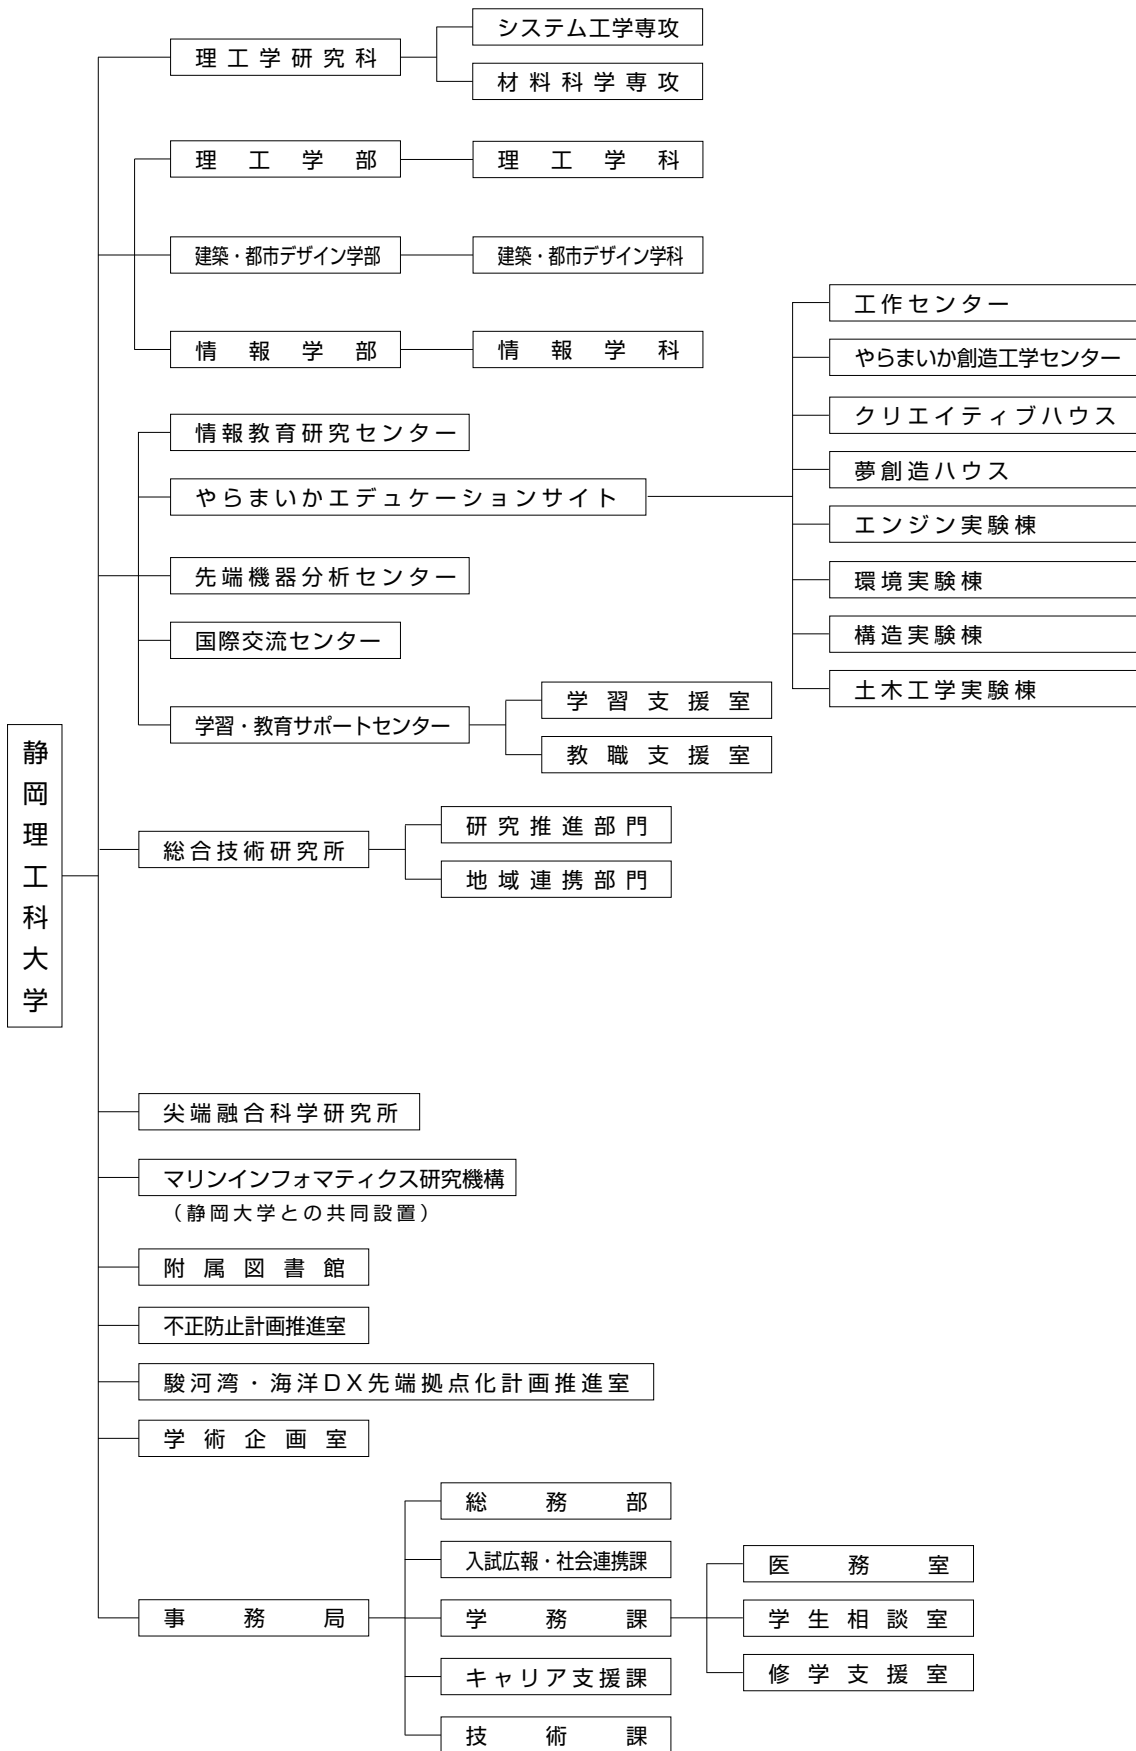 静岡理工科大学
理工学研究科
システム工学専攻
材料科学専攻
理工学部
理工学科
建築・都市デザイン学部
建築・都市デザイン学科
情報学部
情報学科
情報教育研究センター
やらまいかエデュケーションサイト
工作センター
やらまいか創造工学センター
クリエイティブハウス
夢創造ハウス
エンジン実験棟
環境実験棟
構造実験棟
土木工学実験棟
先端機器分析センター
国際交流センター
学習・教育サポートセンター
学習支援室
教職支援室
総合技術研究所
研究推進部門
地域連携部門
尖端融合科学研究所
マリンインフォマティクス研究機構
（静岡大学との共同設置）
附属図書館
不正防止計画推進室
駿河湾・海洋DX先端拠点化計画推進室
学術企画室
事務局
総務部
入試広報・社会連携課
学務課
医務室
学生相談室
修学支援室
キャリア支援課
技術課